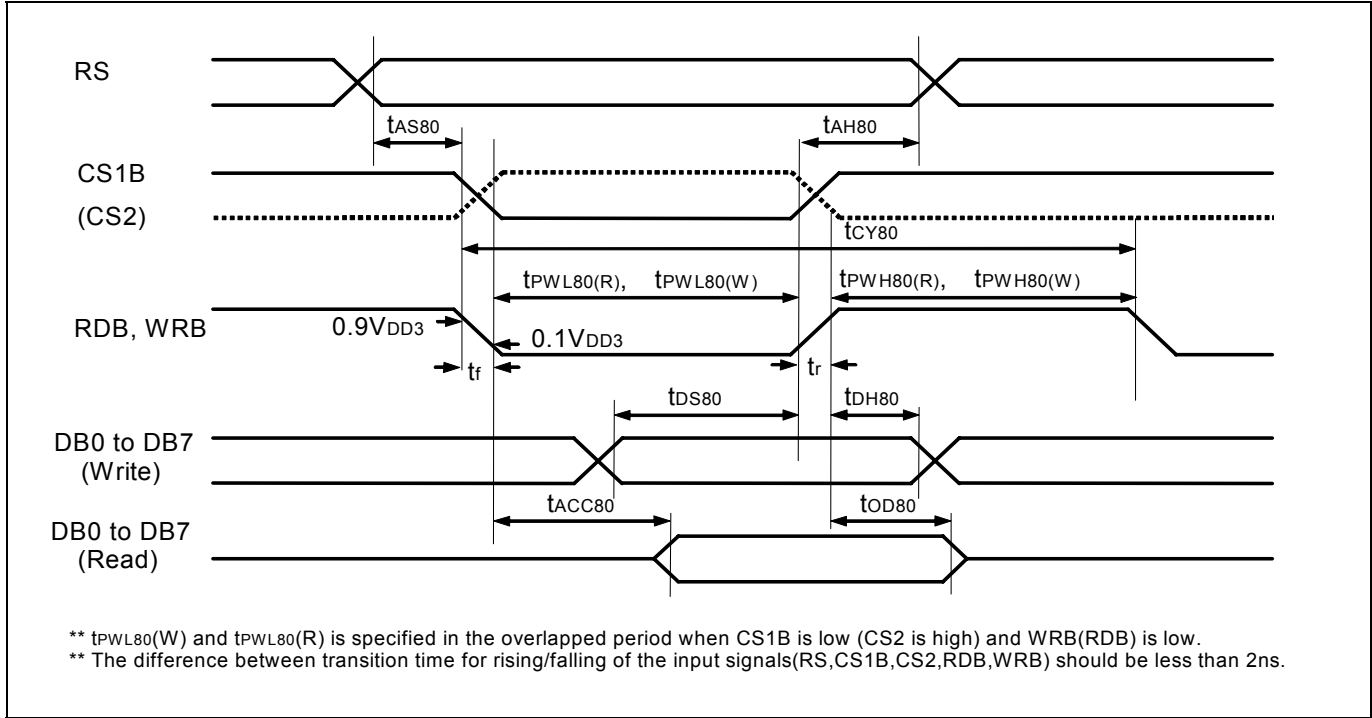 RS
tAS80
tAH80
CS1B
(CS2)
tCY80
tPWL80(R), tPWL80(W)
tPWH80(R), tPWH80(W)
RDB, WRB
0.9VDD3
0.1VDD3
tf
tr
tDS80
tDH80
DB0 to DB7
(Write)
tACC80
tOD80
DB0 to DB7
(Read)
** tPWL80(W) and tPWL80(R) is specified in the overlapped period when CS1B is low (CS2 is high) and WRB(RDB) is low.
** The difference between transition time for rising/falling of the input signals(RS,CS1B,CS2,RDB,WRB) should be less than 2ns.